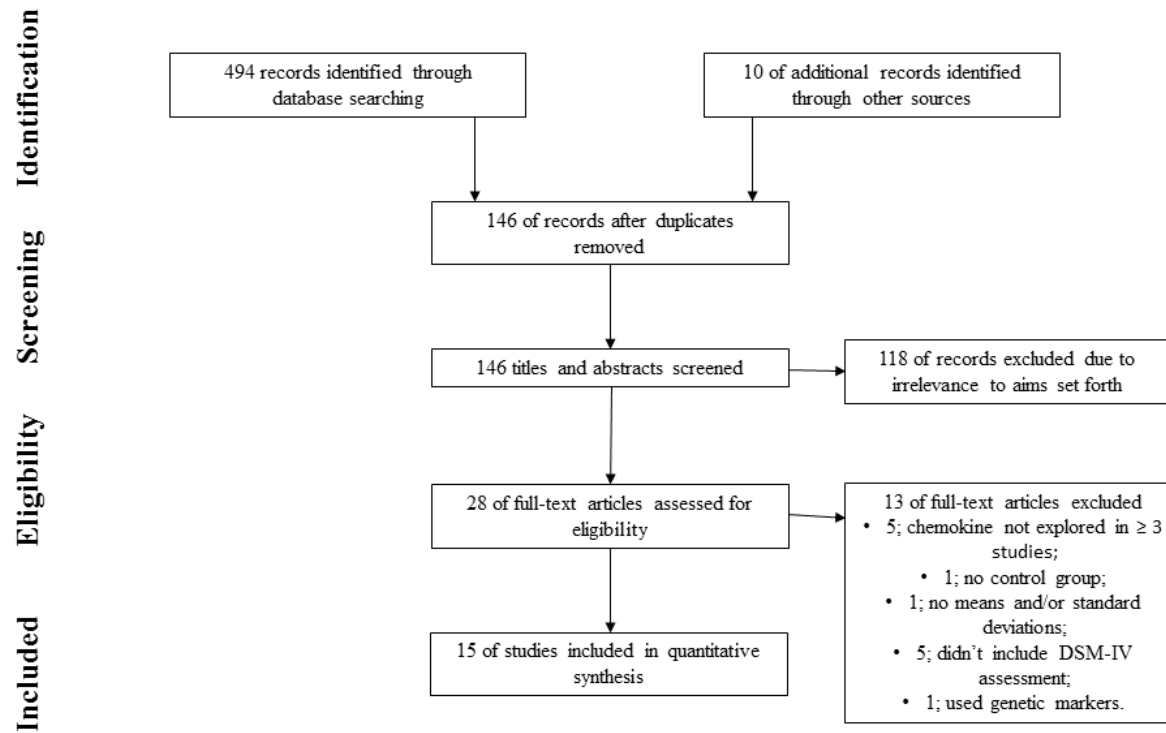 Identification
494 records identified through
database searching
10 of additional records identified
through other sources
146 of records after duplicates
removed
Screening
146 titles and abstracts screened
118 of records excluded due to
irrelevance to aims set forth
Eligibility
28 of full-text articles assessed for
eligibility
13 of full-text articles excluded
• 5; chemokine not explored in ≥ 3
studies;
• 1; no control group;
• 1; no means and/or standard
deviations;
• 5; didn't include DSM-IV
assessment;
• 1; used genetic markers.
Included
15 of studies included in quantitative
synthesis